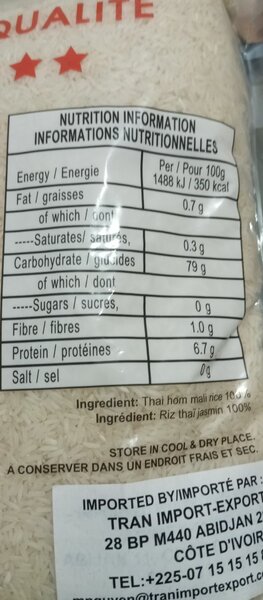 QUALITE
NUTRITION INFORMATION
INFORMATIONS NUTRITIONNELLES
Per / Pour 100g
Energy / Energie 1488 kJ / 350 kcal
Fat / graisses 0.7 g
of which / dont
-----Saturates/ saturés, 0.3 g
Carbohydrate / glucides 79 g
of which / dont
-----Sugars / sucres, 0 g
Fibre / fibres 1.0 g
Protein / protéines 6.7 g
Salt / sel 0g
Ingredient: Thai hom mali rice 100%
Ingrédient: Riz thaï jasmin 100%
STORE IN COOL & DRY PLACE.
A CONSERVER DANS UN ENDROIT FRAIS ET SEC.
IMPORTED BY/IMPORTÉ PAR :
TRAN IMPORT-EXPORT
28 BP M440 ABIDJAN
CÔTE D'IVOIR
TEL:+225-07 15 15 15
@tranimportexport.c